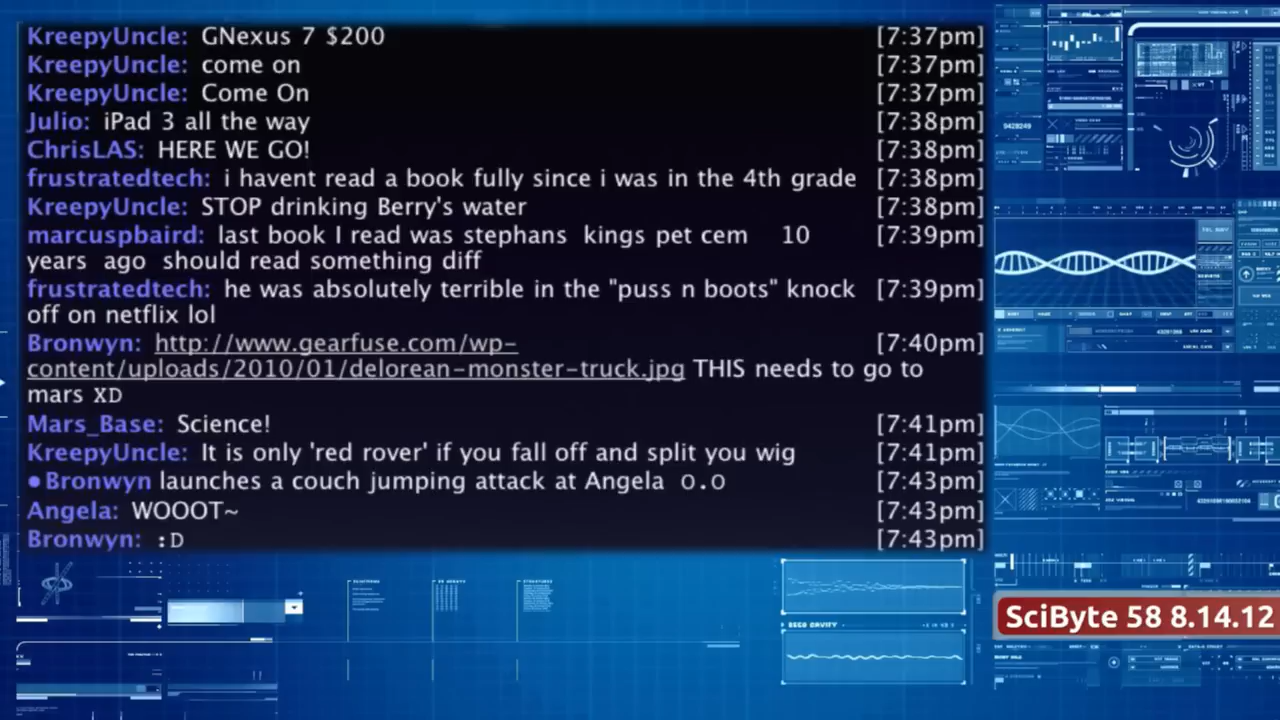 KreepyUncle: GNexus 7 $200 [7:37pm]
KreepyUncle: come on [7:37pm]
KreepyUncle: Come On [7:37pm]
Julio: iPad 3 all the way [7:38pm]
ChrisLAS: HERE WE GO! [7:38pm]
frustratedtech: i havent read a book fully since i was in the 4th grade [7:38pm]
KreepyUncle: STOP drinking Berry's water [7:38pm]
marcuspbaird: last book I read was stephans kings pet cem 10 [7:39pm]
years ago should read something diff
frustratedtech: he was absolutely terrible in the "puss n boots" knock [7:39pm]
off on netflix lol
Bronwyn: http://www.gearfuse.com/wp- [7:40pm]
content/uploads/2010/01/delorean-monster-truck.jpg THIS needs to go to
mars XD
Mars_Base: Science! [7:41pm]
KreepyUncle: It is only 'red rover' if you fall off and split you wig [7:41pm]
•Bronwyn launches a couch jumping attack at Angela O.O [7:43pm]
Angela: WOOOT~ [7:43pm]
Bronwyn: :D [7:43pm]
SciByte 58 8.14.12